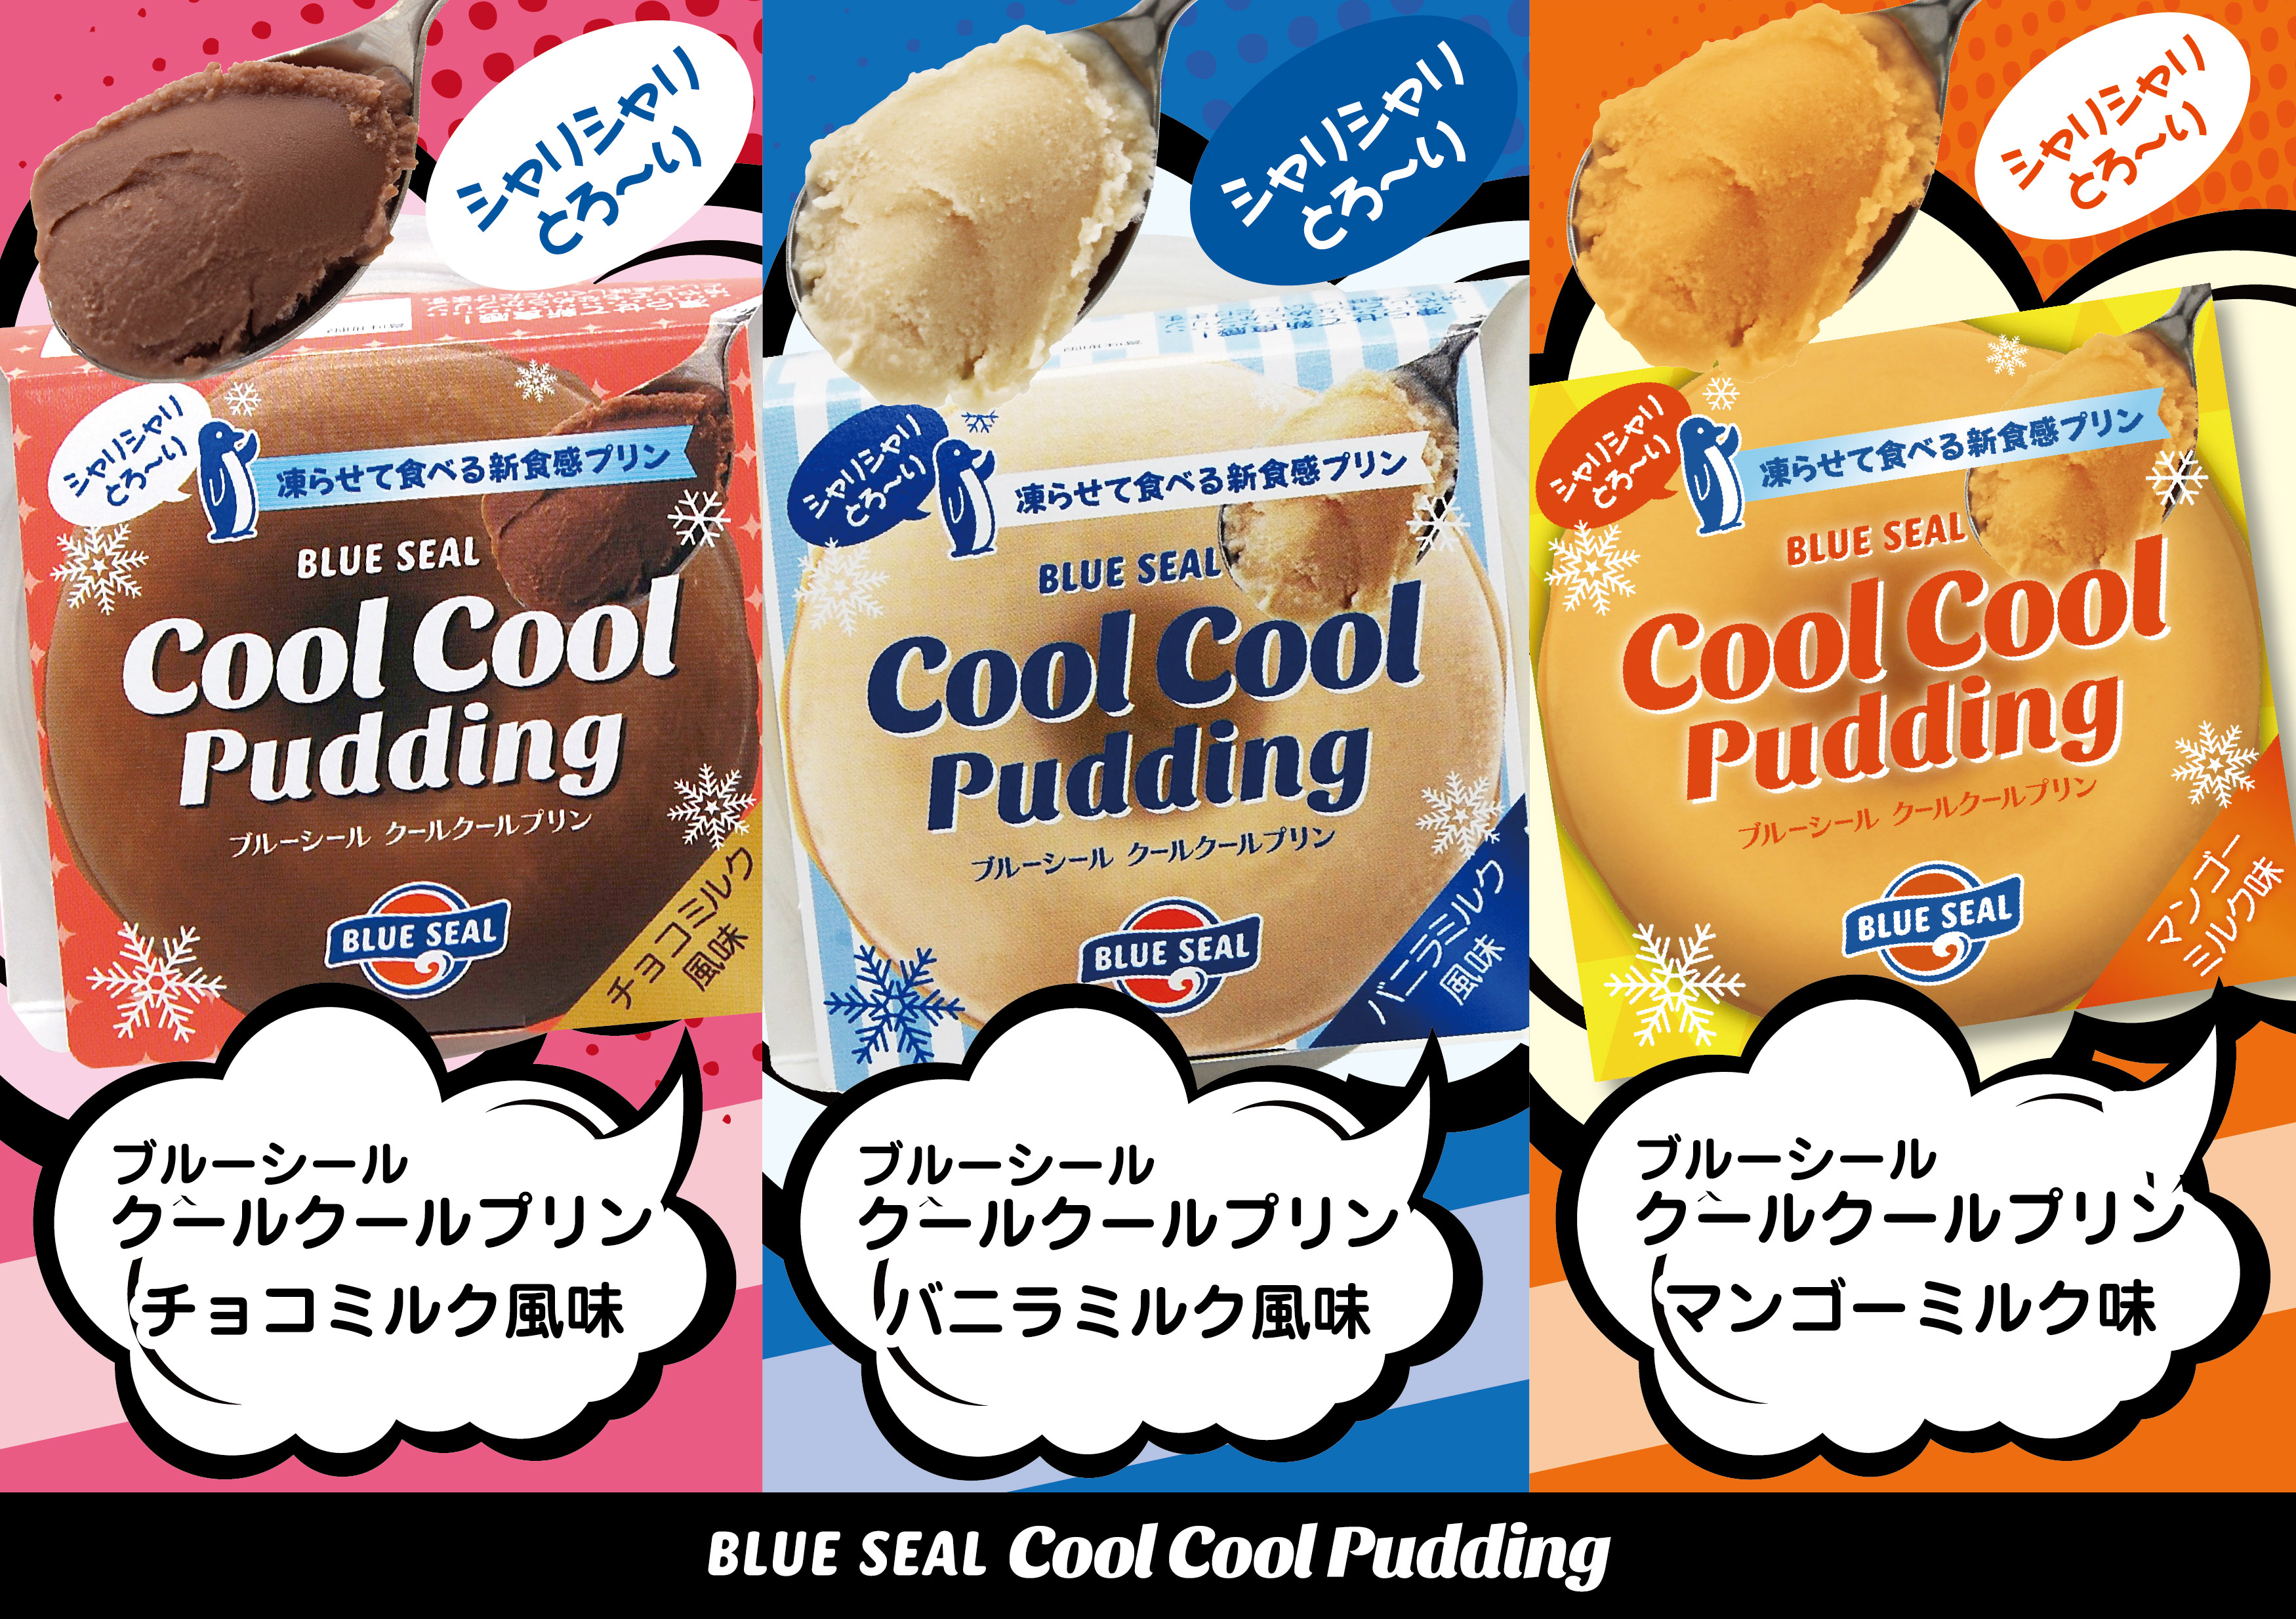 シャリシャリ
とろ〜り
シャリシャリ
とろ〜り
凍らせて食べる新食感プリン
BLUE SEAL
Cool Cool
Pudding
ブルーシール クールクールプリン
BLUE SEAL
チョコミルク
風味
ブルーシール
クールクールプリン
チョコミルク風味
シャリシャリ
とろ〜り
シャリシャリ
とろ〜り
凍らせて食べる新食感プリン
BLUE SEAL
Cool Cool
Pudding
ブルーシール クールクールプリン
BLUE SEAL
バニラミルク
風味
ブルーシール
クールクールプリン
バニラミルク風味
シャリシャリ
とろ〜り
シャリシャリ
とろ〜り
凍らせて食べる新食感プリン
BLUE SEAL
Cool Cool
Pudding
ブルーシール クールクールプリン
BLUE SEAL
マンゴー
ミルク味
ブルーシール
クールクールプリン
マンゴーミルク味
BLUE SEAL Cool Cool Pudding